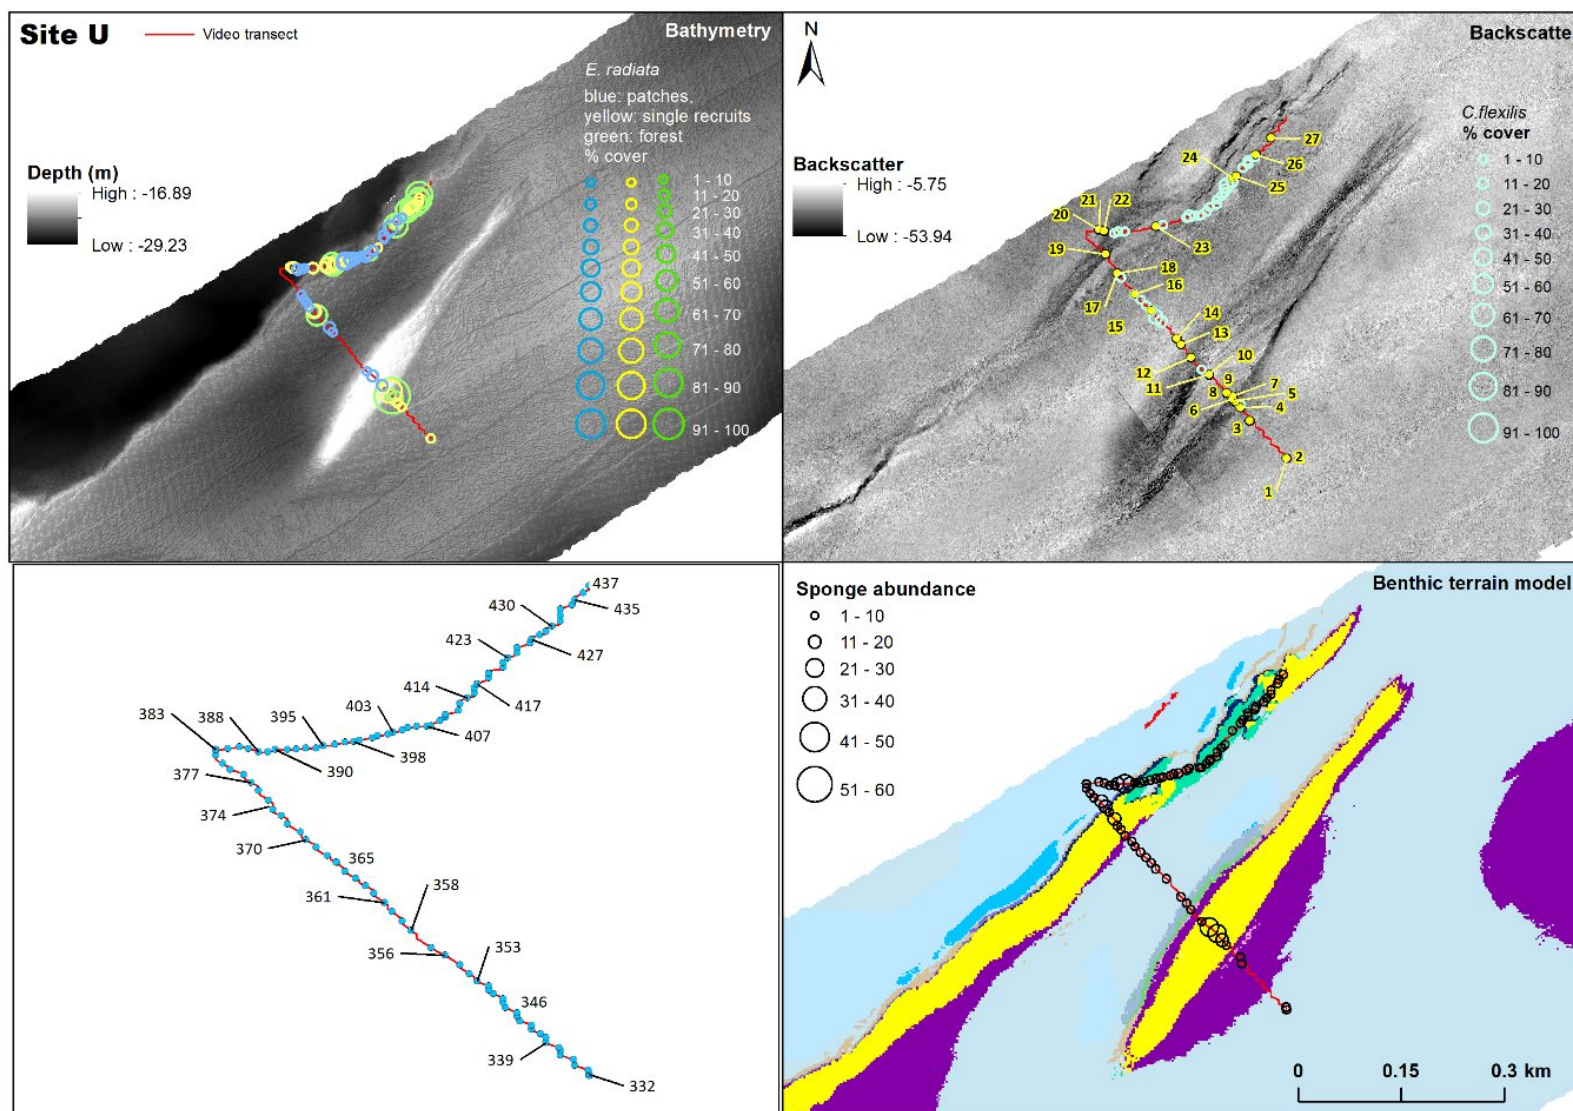 Site U
Video transect
Bathymetry
E. radiata
blue: patches,
yellow: single recruits
green: forest
% cover
1 - 10
11 - 20
21 - 30
31 - 40
41 - 50
51 - 60
61 - 70
71 - 80
81 - 90
91 - 100
Depth (m)
High : -16.89
Low : -29.23
N
Backscatte
C.flexilis
% cover
1 - 10
11 - 20
21 - 30
31 - 40
41 - 50
51 - 60
61 - 70
71 - 80
81 - 90
91 - 100
Backscatter
High : -5.75
Low : -53.94
27
26
24
25
21
22
20
23
19
18
16
17
15
14
13
12
10
11
9
7
8
5
6
4
3
2
1
437
435
430
427
423
417
414
407
403
398
395
390
388
383
377
374
370
365
361
358
356
353
346
339
332
Sponge abundance
1 - 10
11 - 20
21 - 30
31 - 40
41 - 50
51 - 60
Benthic terrain model
0 0.15 0.3 km